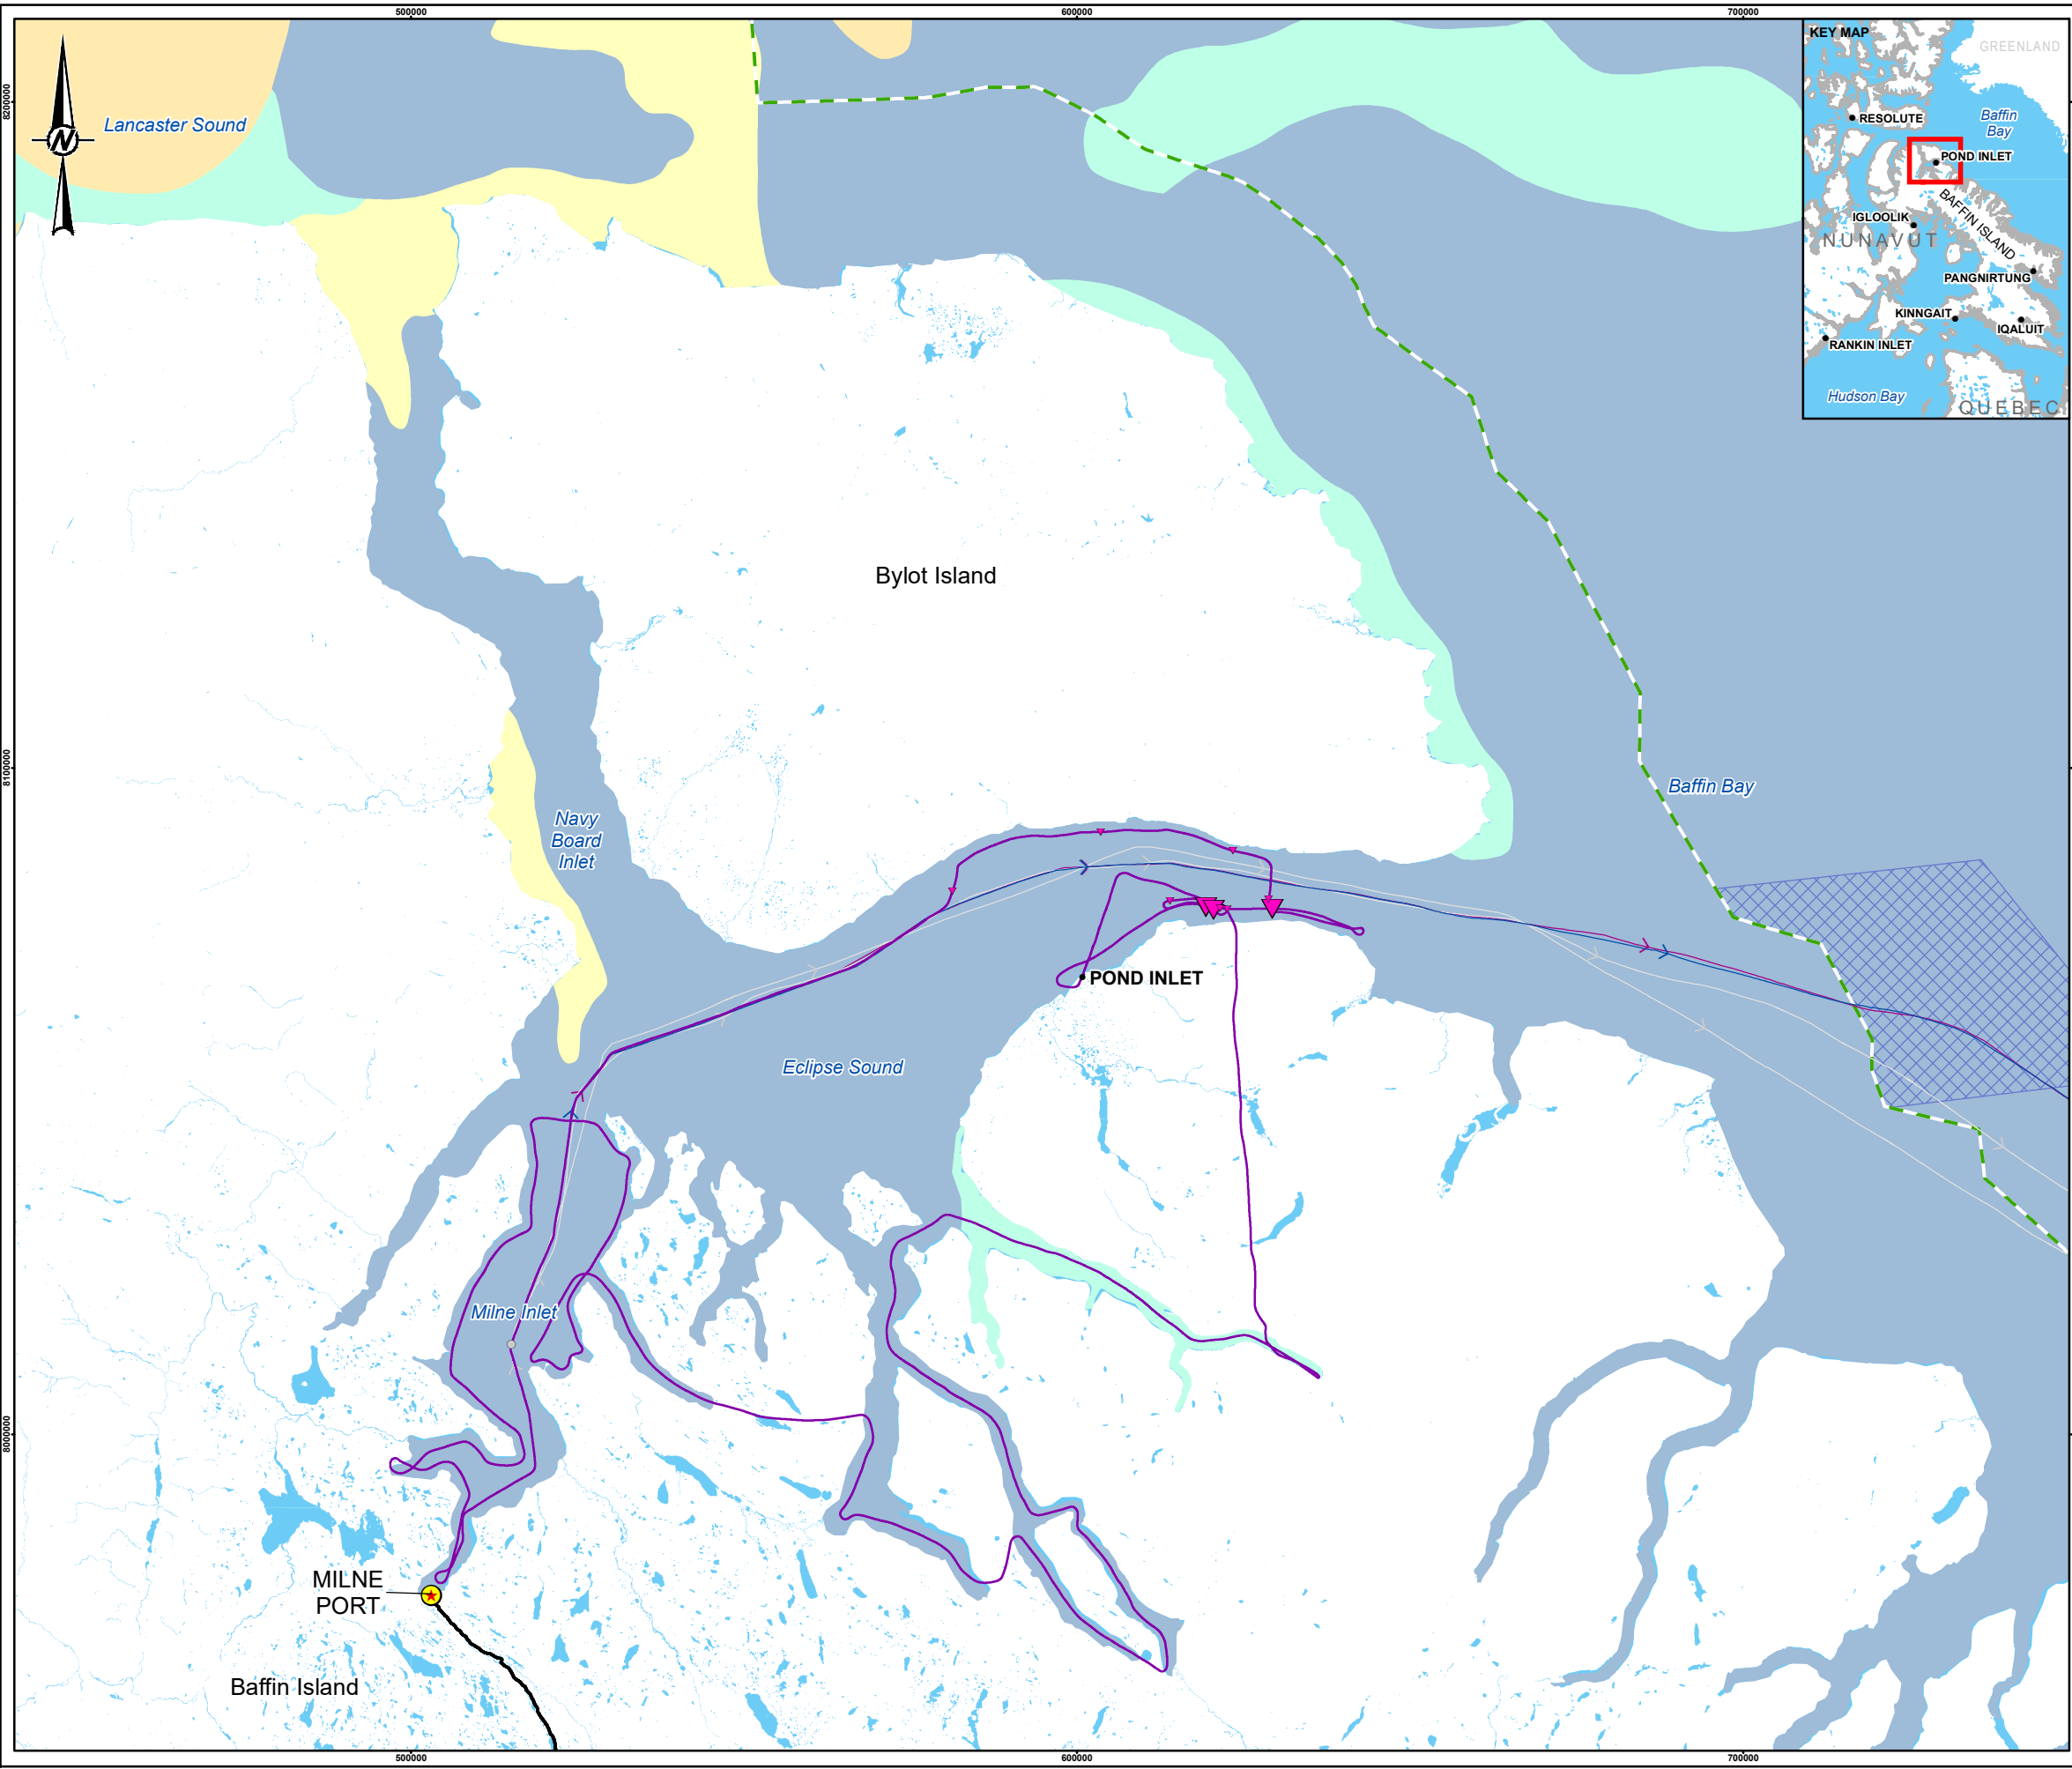 500000
600000
700000
8200000
8100000
8000000
N
Lancaster Sound
KEY MAP
GREENLAND
RESOLUTE
Baffin
Bay
POND INLET
BAFFIN ISLAND
IGLOOLIK
NUNAVUT
PANGNIRTUNG
KINNGAIT
IQALUIT
RANKIN INLET
Hudson Bay
QUEBEC
Bylot Island
Baffin Bay
Navy
Board
Inlet
POND INLET
Eclipse Sound
Milne Inlet
MILNE
PORT
Baffin Island
500000
600000
700000